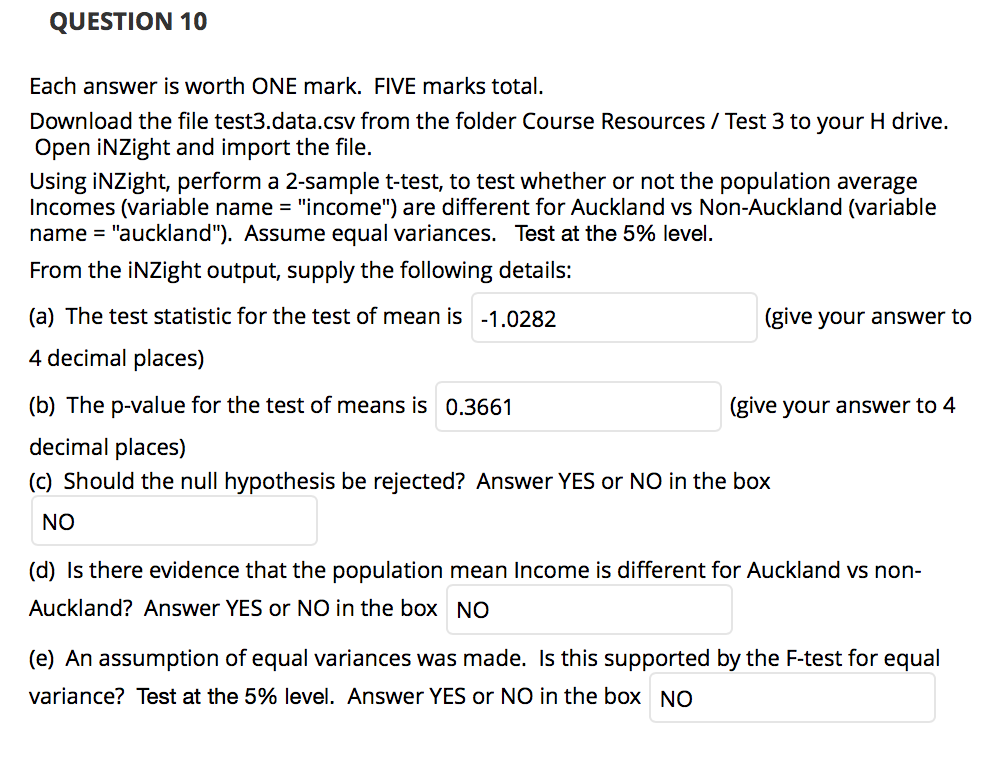 QUESTION 10
Each answer is worth ONE mark.  FIVE marks total.
Download the file test3.data.csv from the folder Course Resources / Test 3 to your H drive.
Open iNZight and import the file.
Using iNZight, perform a 2-sample t-test, to test whether or not the population average
Incomes (variable name = "income") are different for Auckland vs Non-Auckland (variable
name = "auckland").  Assume equal variances.   Test at the 5% level.
From the iNZight output, supply the following details:
(a)  The test statistic for the test of mean is -1.0282 (give your answer to
4 decimal places)
(b)  The p-value for the test of means is 0.3661 (give your answer to 4
decimal places)
(c)  Should the null hypothesis be rejected?  Answer YES or NO in the box
NO
(d)  Is there evidence that the population mean Income is different for Auckland vs non-
Auckland?  Answer YES or NO in the box NO
(e)  An assumption of equal variances was made.  Is this supported by the F-test for equal
variance?  Test at the 5% level.  Answer YES or NO in the box NO